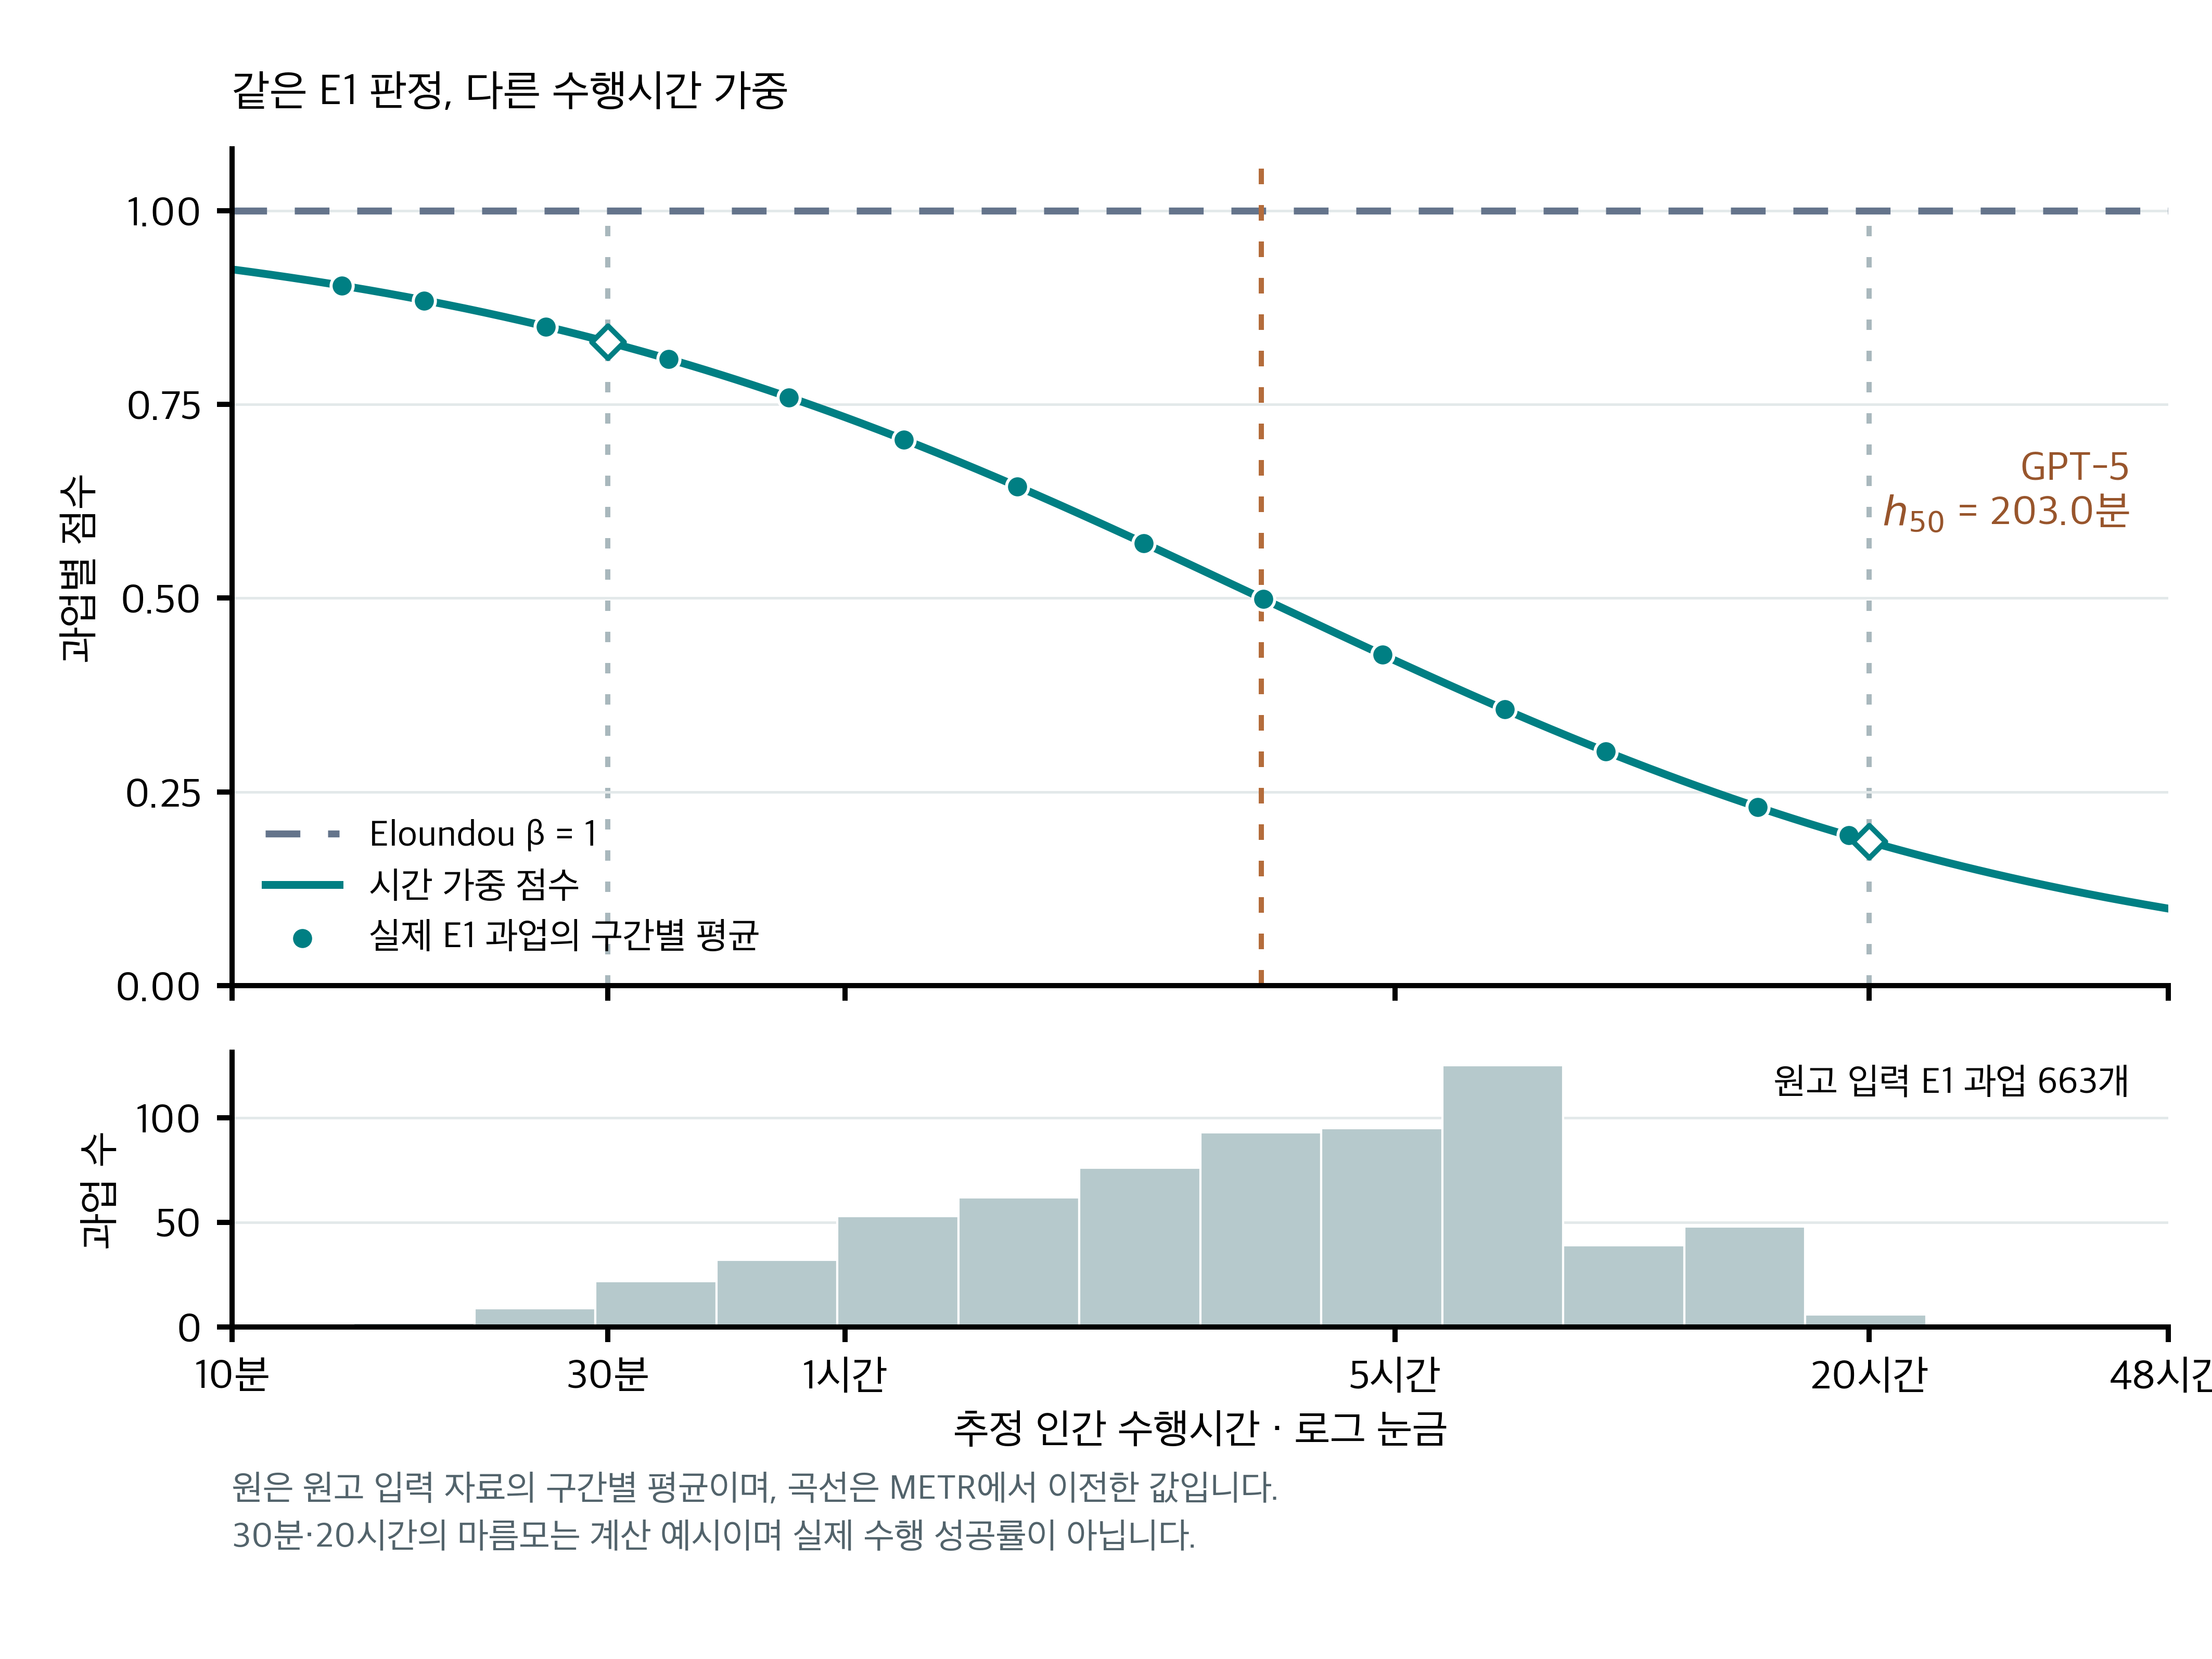 같은 E1 판정, 다른 수행시간 가중
과업별 점수
1.00
0.75
0.50
0.25
0.00
GPT-5
h50 = 203.0분
Eloundou β = 1
시간 가중 점수
실제 E1 과업의 구간별 평균
과업 수
100
50
0
원고 입력 E1 과업 663개
10분 30분 1시간 5시간 20시간 48시간
추정 인간 수행시간 · 로그 눈금
원은 원고 입력 자료의 구간별 평균이며, 곡선은 METR에서 이전한 값입니다.
30분·20시간의 마름모는 계산 예시이며 실제 수행 성공률이 아닙니다.